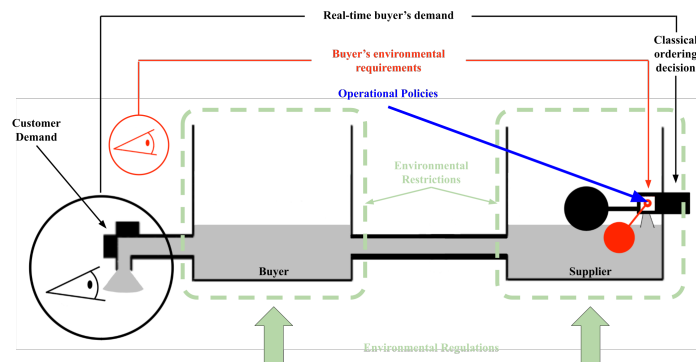 Real-time buyer's demand
Classical
ordering
decision
Buyer's environmental
requirements
Operational Policies
Customer
Demand
Environmental
Restrictions
Buyer
Supplier
Environmental Regulations